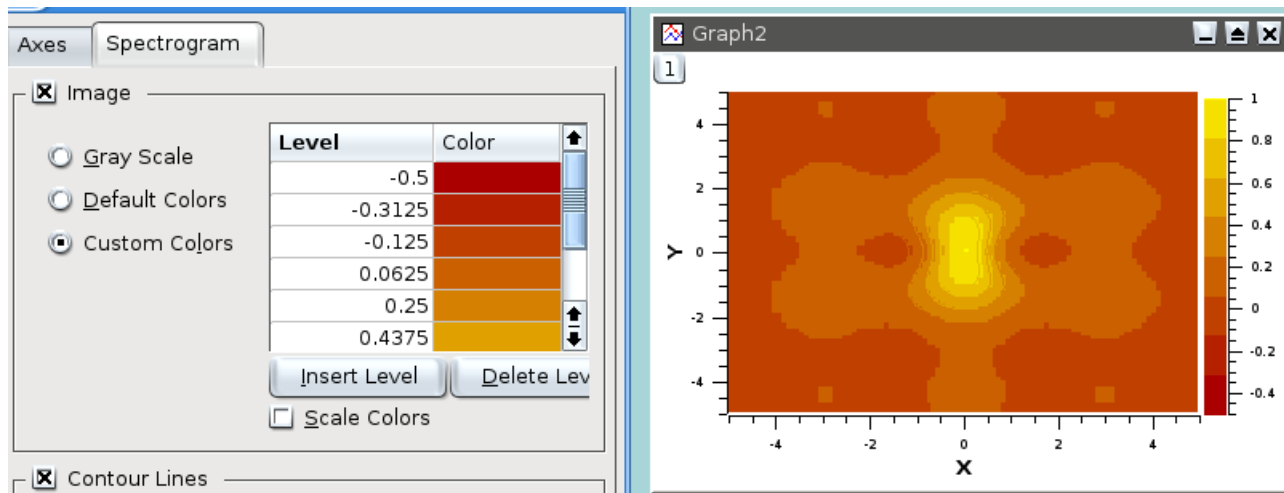 Axes Spectrogram
Image
Gray Scale
Default Colors
Custom Colors
Level Color
-0.5
-0.3125
-0.125
0.0625
0.25
0.4375
Insert Level Delete Lev
Scale Colors
Contour Lines
Graph2
1
4
2
0
-2
-4
Y
-4 -2 0 2 4
X
1
0.8
0.6
0.4
0.2
0
-0.2
-0.4